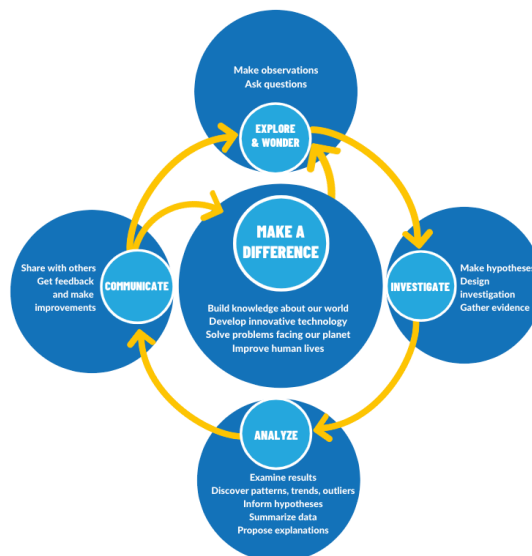 Make observations
Ask questions
EXPLORE
& WONDER
MAKE A
DIFFERENCE
Build knowledge about our world
Develop innovative technology
Solve problems facing our planet
Improve human lives
Share with others
Get feedback
and make
improvements
COMMUNICATE
INVESTIGATE
Make hypotheses
Design
investigation
Gather evidence
ANALYZE
Examine results
Discover patterns, trends, outliers
Inform hypotheses
Summarize data
Propose explanations